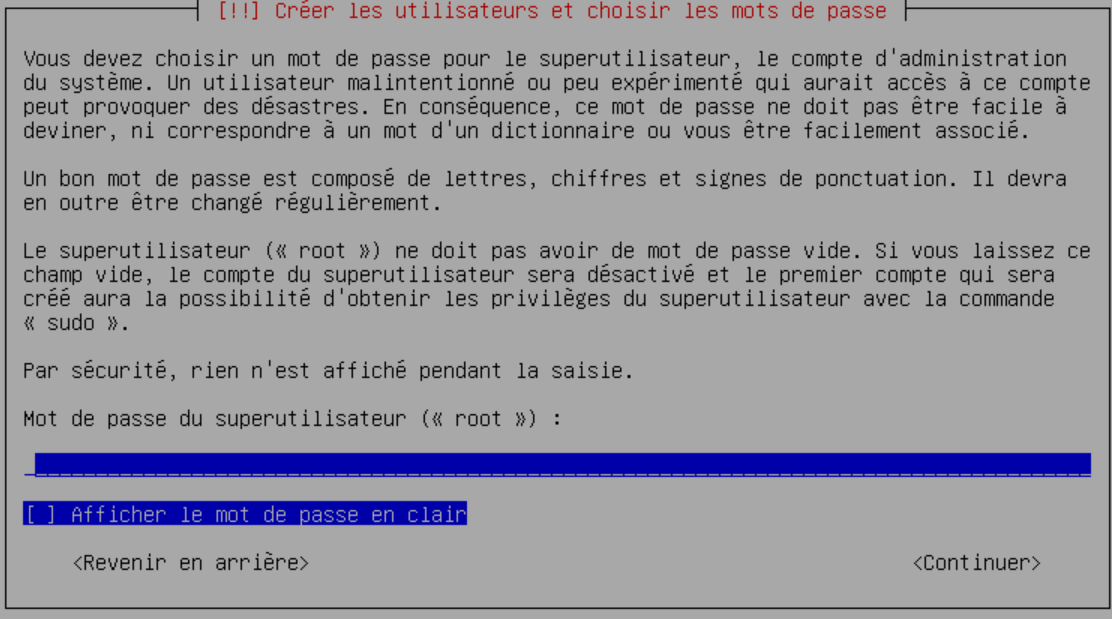 [!!] Créer les utilisateurs et choisir les mots de passe
Vous devez choisir un mot de passe pour le superutilisateur, le compte d'administration
du système. Un utilisateur malintentionné ou peu expérimenté qui aurait accès à ce compte
peut provoquer des désastres. En conséquence, ce mot de passe ne doit pas être facile à
deviner, ni correspondre à un mot d'un dictionnaire ou vous être facilement associé.
Un bon mot de passe est composé de lettres, chiffres et signes de ponctuation. Il devra
en outre être changé régulièrement.
Le superutilisateur (« root ») ne doit pas avoir de mot de passe vide. Si vous laissez ce
champ vide, le compte du superutilisateur sera désactivé et le premier compte qui sera
créé aura la possibilité d'obtenir les privilèges du superutilisateur avec la commande
« sudo ».
Par sécurité, rien n'est affiché pendant la saisie.
Mot de passe du superutilisateur (« root ») :
[ ] Afficher le mot de passe en clair
<Revenir en arrière> <Continuer>